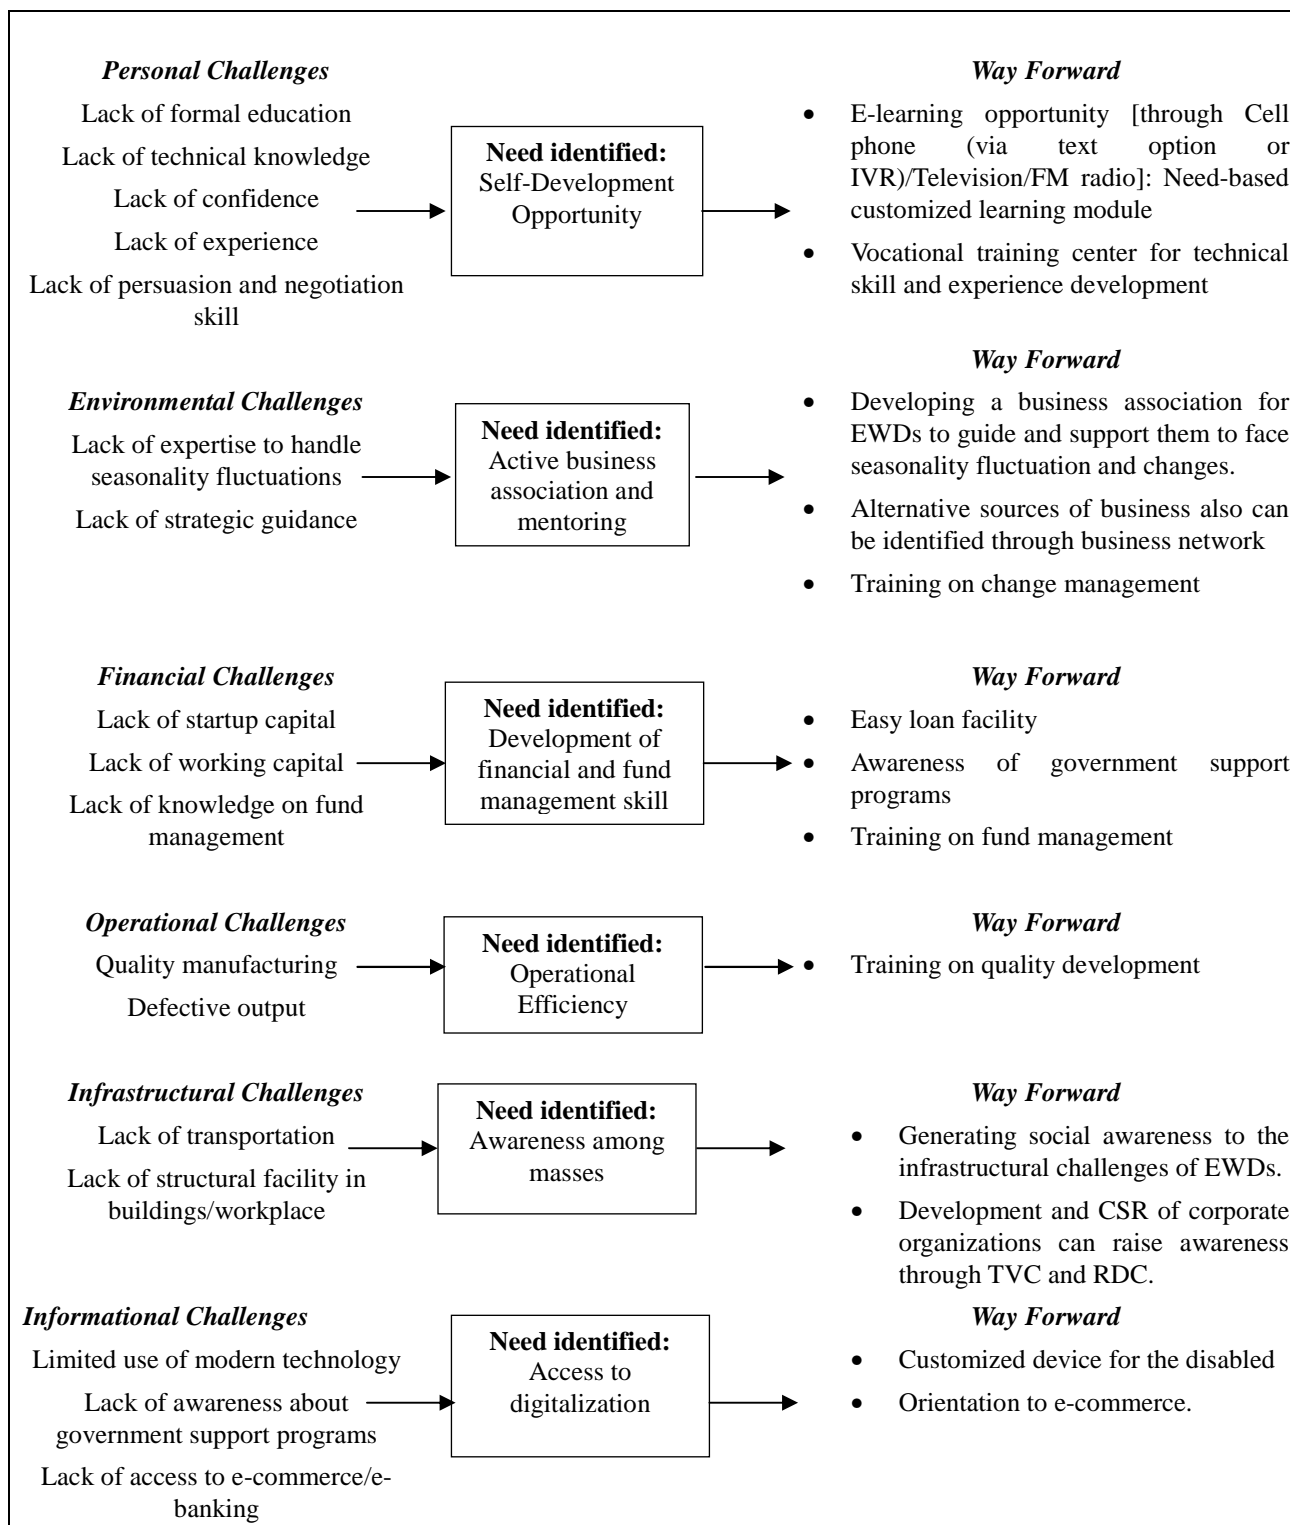 Personal Challenges
Lack of formal education
Lack of technical knowledge
Lack of confidence
Lack of experience
Lack of persuasion and negotiation
skill
Need identified:
Self-Development
Opportunity
Way Forward
• E-learning opportunity [through Cell
phone (via text option or
IVR)/Television/FM radio]: Need-based
customized learning module
• Vocational training center for technical
skill and experience development
Environmental Challenges
Lack of expertise to handle
seasonality fluctuations
Lack of strategic guidance
Need identified:
Active business
association and
mentoring
Way Forward
• Developing a business association for
EWDs to guide and support them to face
seasonality fluctuation and changes.
• Alternative sources of business also can
be identified through business network
• Training on change management
Financial Challenges
Lack of startup capital
Lack of working capital
Lack of knowledge on fund
management
Need identified:
Development of
financial and fund
management skill
Way Forward
• Easy loan facility
• Awareness of government support
programs
• Training on fund management
Operational Challenges
Quality manufacturing
Defective output
Need identified:
Operational
Efficiency
Way Forward
• Training on quality development
Infrastructural Challenges
Lack of transportation
Lack of structural facility in
buildings/workplace
Need identified:
Awareness among
masses
Way Forward
• Generating social awareness to the
infrastructural challenges of EWDs.
• Development and CSR of corporate
organizations can raise awareness
through TVC and RDC.
Informational Challenges
Limited use of modern technology
Lack of awareness about
government support programs
Lack of access to e-commerce/e-
banking
Need identified:
Access to
digitalization
Way Forward
• Customized device for the disabled
• Orientation to e-commerce.